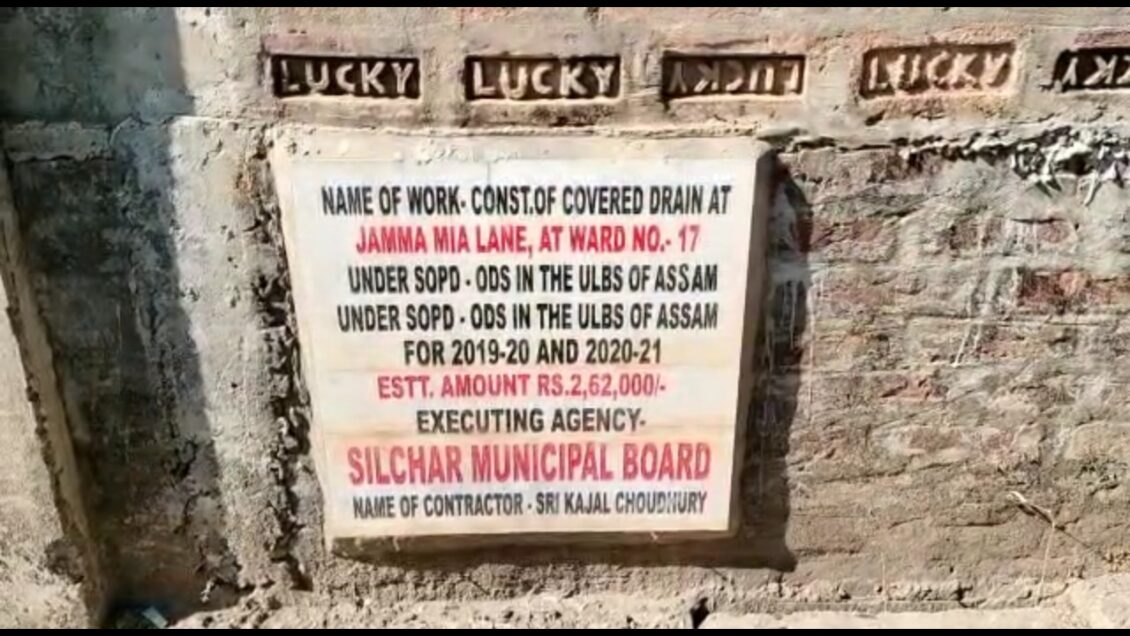 LUCKY LUCKY LUCKY LUCKY LUCKY
NAME OF WORK- CONST.OF COVERED DRAIN AT
JAMMA MIA LANE, AT WARD NO.- 17
UNDER SOPD - ODS IN THE ULBS OF ASSAM
UNDER SOPD - ODS IN THE ULBS OF ASSAM
FOR 2019-20 AND 2020-21
ESTT. AMOUNT RS.2,62,000/-
EXECUTING AGENCY-
SILCHAR MUNICIPAL BOARD
NAME OF CONTRACTOR - SRI KAJAL CHOUDHURY